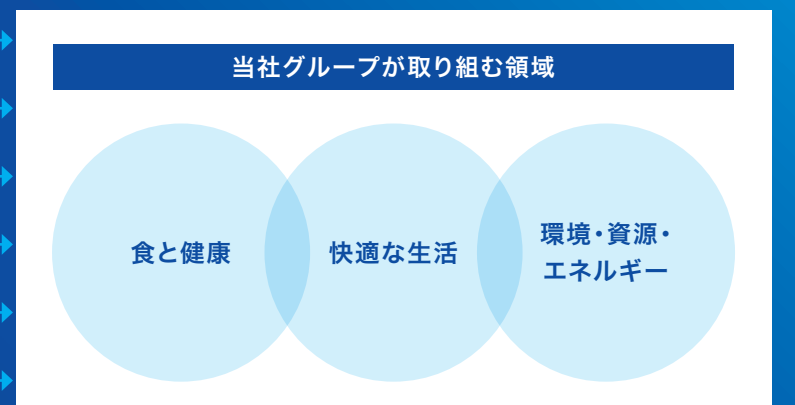 当社グループが取り組む領域
食と健康
快適な生活
環境・資源・
エネルギー